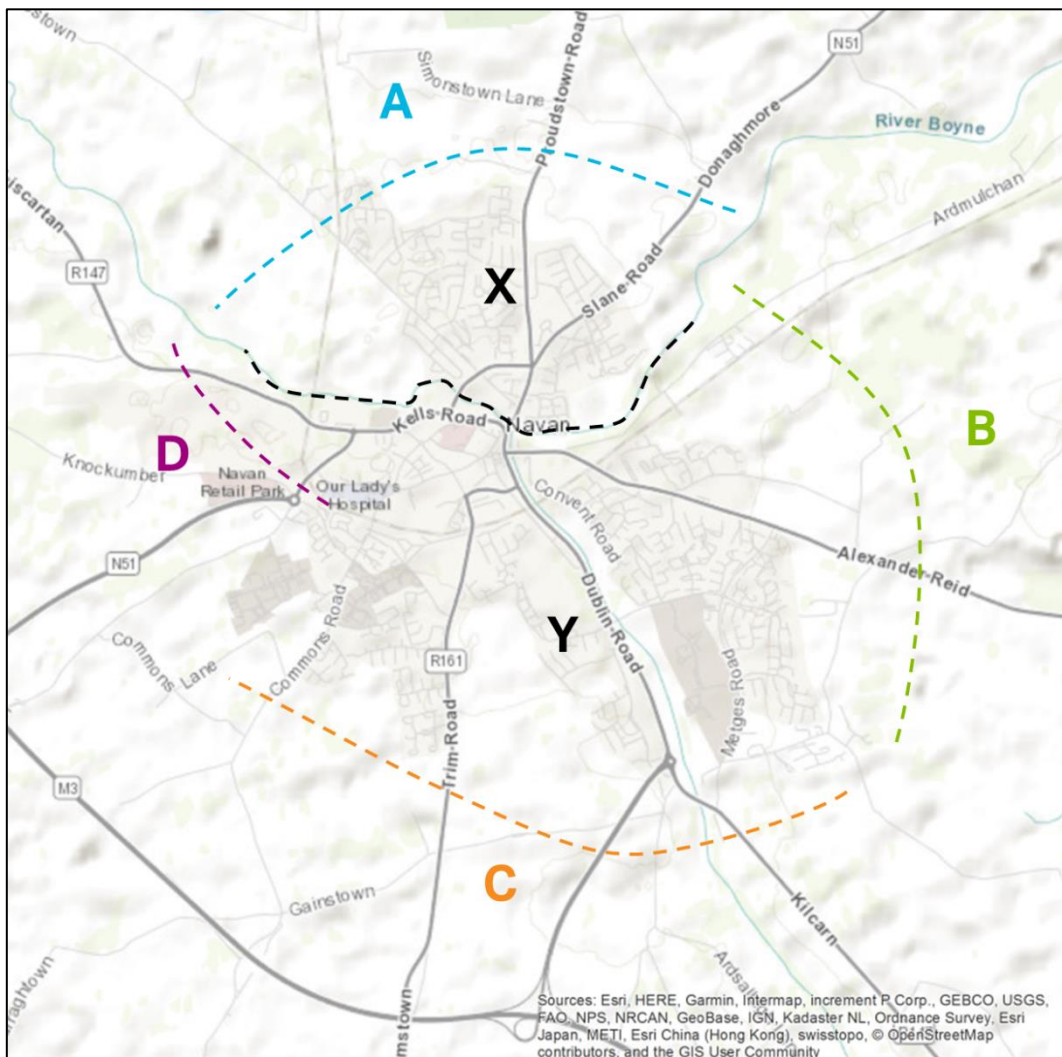 Simonstown Lane
A
Proudstown-Road
N51
River Boyne
Donaghmore
Ardmulchan
R147
X
Slane-Road
Kells-Road
Navan
B
D
Knockumber
Navan
Retail Park
Our Lady's
Hospital
Convent Road
N51
Alexander-Reid
Dublin-Road
Y
Commons Road
Commons
Lane
R161
Metges Road
M3
Trim-Road
C
Gainstown
Kilcarn
Sources: Esri, HERE, Garmin, Intermap, increment P Corp., GEBCO, USGS,
FAO, NPS, NRCAN, GeoBase, IGN, Kadaster NL, Ordnance Survey, Esri
Japan, METI, Esri China (Hong Kong), swisstopo, © OpenStreetMap
contributors, and the GIS User Community